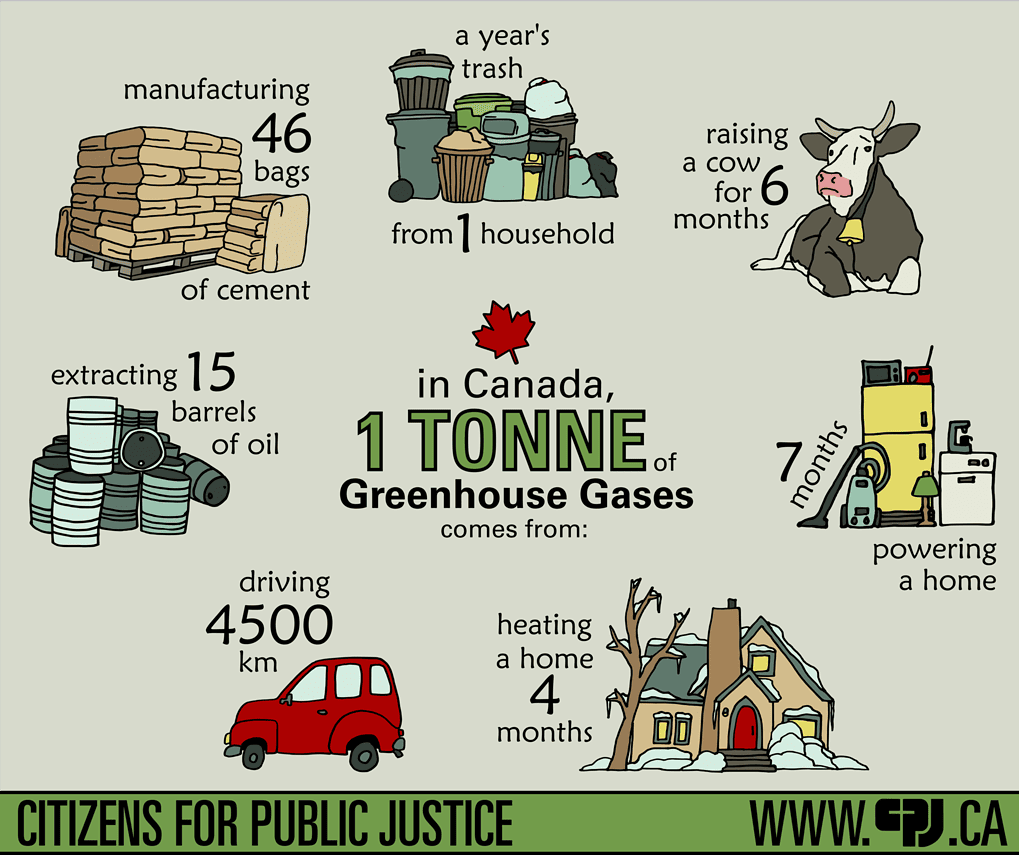 a year's
trash
from 1 household
manufacturing
46
bags
of cement
raising
a cow
for 6
months
extracting 15
barrels
of oil
in Canada,
1 TONNE of
Greenhouse Gases
comes from:
7 months
powering
a home
driving
4500
km
heating
a home
4
months
CITIZENS FOR PUBLIC JUSTICE
WWW.CPJ.CA